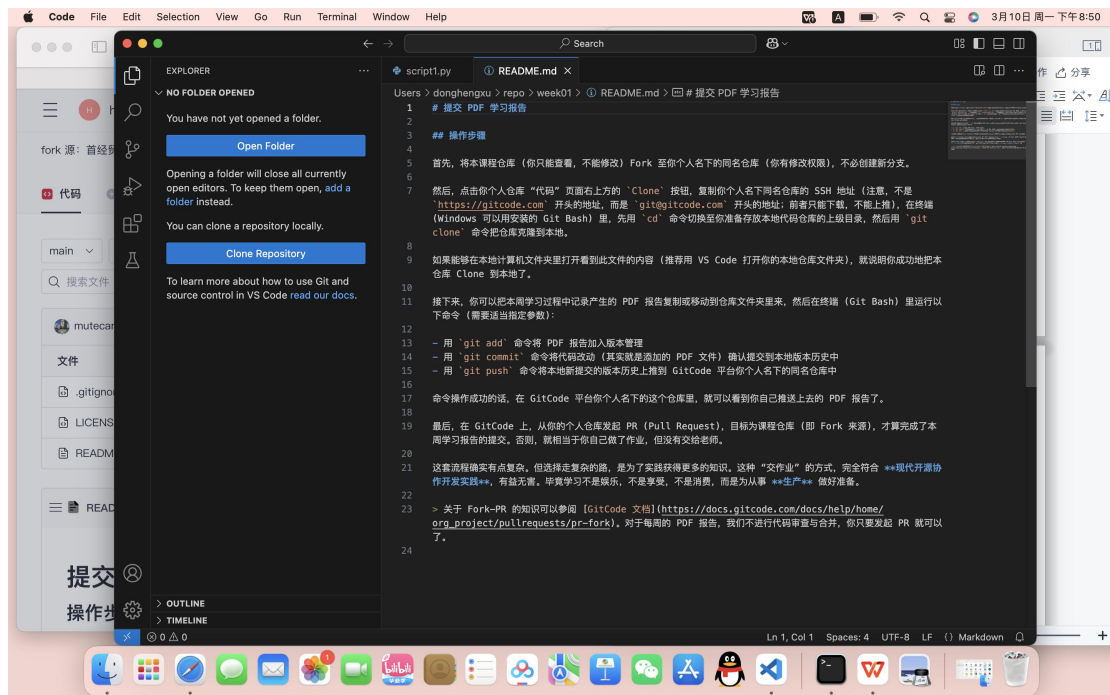 Code File Edit Selection View Go Run Terminal Window Help
3月10日 周一 下午8:50
Search
作 分享
EXPLORER
script1.py
README.md
fork 源：首经贸
代码
main
搜索文件
mutecar
文件
.gitigno
LICENS
READM
READ
提交
操作步
NO FOLDER OPENED
You have not yet opened a folder.
Open Folder
Opening a folder will close all currently
open editors. To keep them open, add a
folder instead.
You can clone a repository locally.
Clone Repository
To learn more about how to use Git and
source control in VS Code read our docs.
OUTLINE
TIMELINE
Users > donghengxu > repo > week01 > README.md > # 提交 PDF 学习报告
1 # 提交 PDF 学习报告
2
3 ## 操作步骤
4
5 首先，将本课程仓库 (你只能查看, 不能修改) Fork 至你个人名下的同名仓库 (你有修改权限)，不必创建新分支。
6
7 然后，点击你个人仓库 “代码” 页面右上方的 `Clone` 按钮，复制你个人名下同名仓库的 SSH 地址 (注意，不是
`https://gitcode.com` 开头的地址，而是 `git@gitcode.com` 开头的地址；前者只能下载，不能上推)，在终端
(Windows 可以用安装的 Git Bash) 里，先用 `cd` 命令切换至你准备存放本地代码仓库的上级目录，然后用 `git
clone` 命令把仓库克隆到本地。
8
9 如果能够在本地计算机文件夹里打开看到此文件的内容 (推荐用 VS Code 打开你的本地仓库文件夹)，就说明你成功地把本
仓库 Clone 到本地了。
10
11 接下来，你可以把本周学习过程中记录产生的 PDF 报告复制或移动到仓库文件夹里来，然后在终端 (Git Bash) 里运行以
下命令 (需要适当指定参数)：
12
13 - 用 `git add` 命令将 PDF 报告加入版本管理
14 - 用 `git commit` 命令将代码改动 (其实就是添加的 PDF 文件) 确认提交到本地版本历史中
15 - 用 `git push` 命令将本地新提交的版本历史上推到 GitCode 平台你个人名下的同名仓库中
16
17 命令操作成功的话，在 GitCode 平台你个人名下的这个仓库里，就可以看到你自己推送上去的 PDF 报告了。
18
19 最后，在 GitCode 上，从你的个人仓库发起 PR (Pull Request)，目标为课程仓库 (即 Fork 来源)，才算完成了本
周学习报告的提交。否则，就相当于你自己做了作业，但没有交给老师。
20
21 这套流程确实有点复杂。但选择走复杂的路，是为了实践获得更多的知识。这种 “交作业” 的方式，完全符合 **现代开源协
作开发实践**，有益无害。毕竟学习不是娱乐、不是享受，不是消费，而是为从事 **生产** 做好准备。
22
23 > 关于 Fork-PR 的知识可以参阅 [GitCode 文档](https://docs.gitcode.com/docs/help/home/
org_project/pullrequests/pr-fork)。对于每周的 PDF 报告，我们不进行代码审查与合并，你只要发起 PR 就可以
了。
24
0 0
Ln 1, Col 1 Spaces: 4 UTF-8 LF {} Markdown
1
bilibili